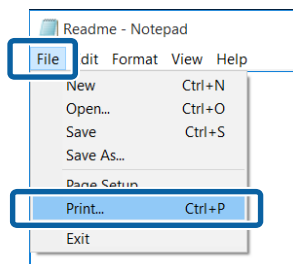 Readme - Notepad
File dit Format View Help
New Ctrl+N
Open... Ctrl+O
Save Ctrl+S
Save As...
Page Setup
Print... Ctrl+P
Exit